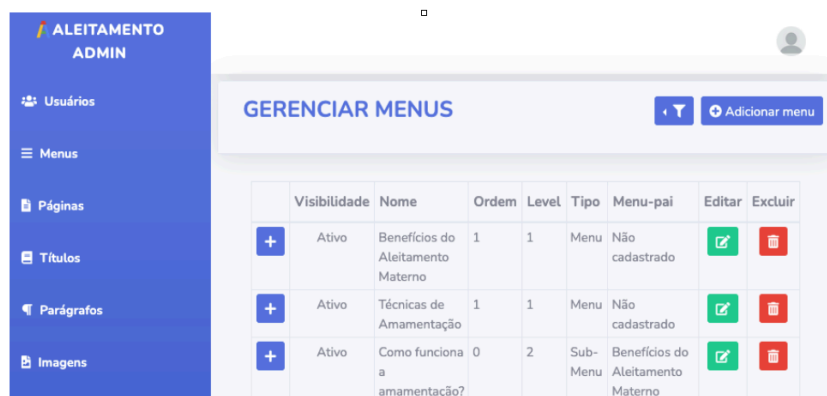 ALEITAMENTO
ADMIN
Usuários
Menus
Páginas
Títulos
Parágrafos
Imagens
GERENCIAR MENUS
Adicionar menu
Visibilidade Nome Ordem Level Tipo Menu-pai Editar Excluir
Ativo Benefícios do 1 1 Menu Não
Aleitamento cadastrado
Materno
Ativo Técnicas de 1 1 Menu Não
Amamentação cadastrado
Ativo Como funciona 0 2 Sub- Benefícios do
a Menu Aleitamento
amamentação? Materno